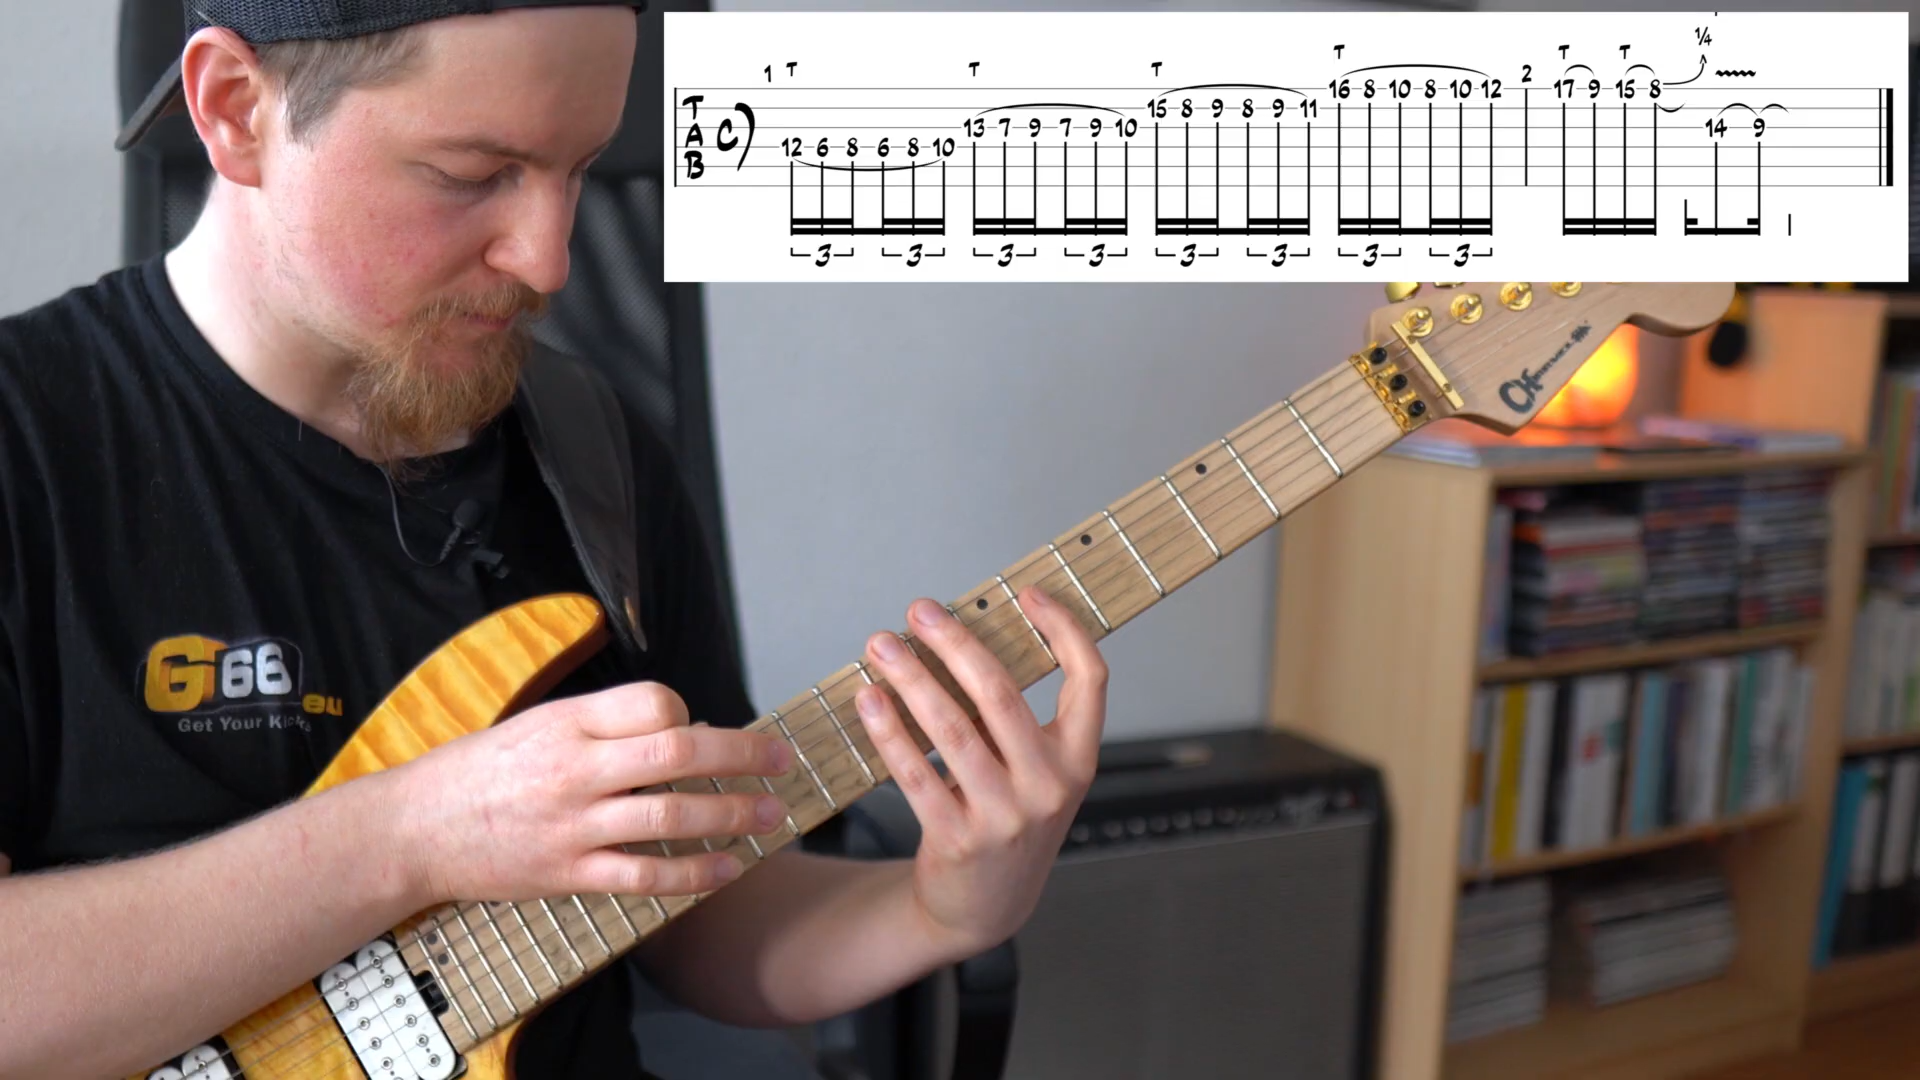 1 T T T T 2 T T 1/4
TAB C
16 8 10 8 10 12 17 9 15 8
15 8 9 8 9 11
13 7 9 7 9 10 14 9
12 6 8 6 8 10
3 3 3 3 3 3 3 3
G66
eu
Get Your Kicks